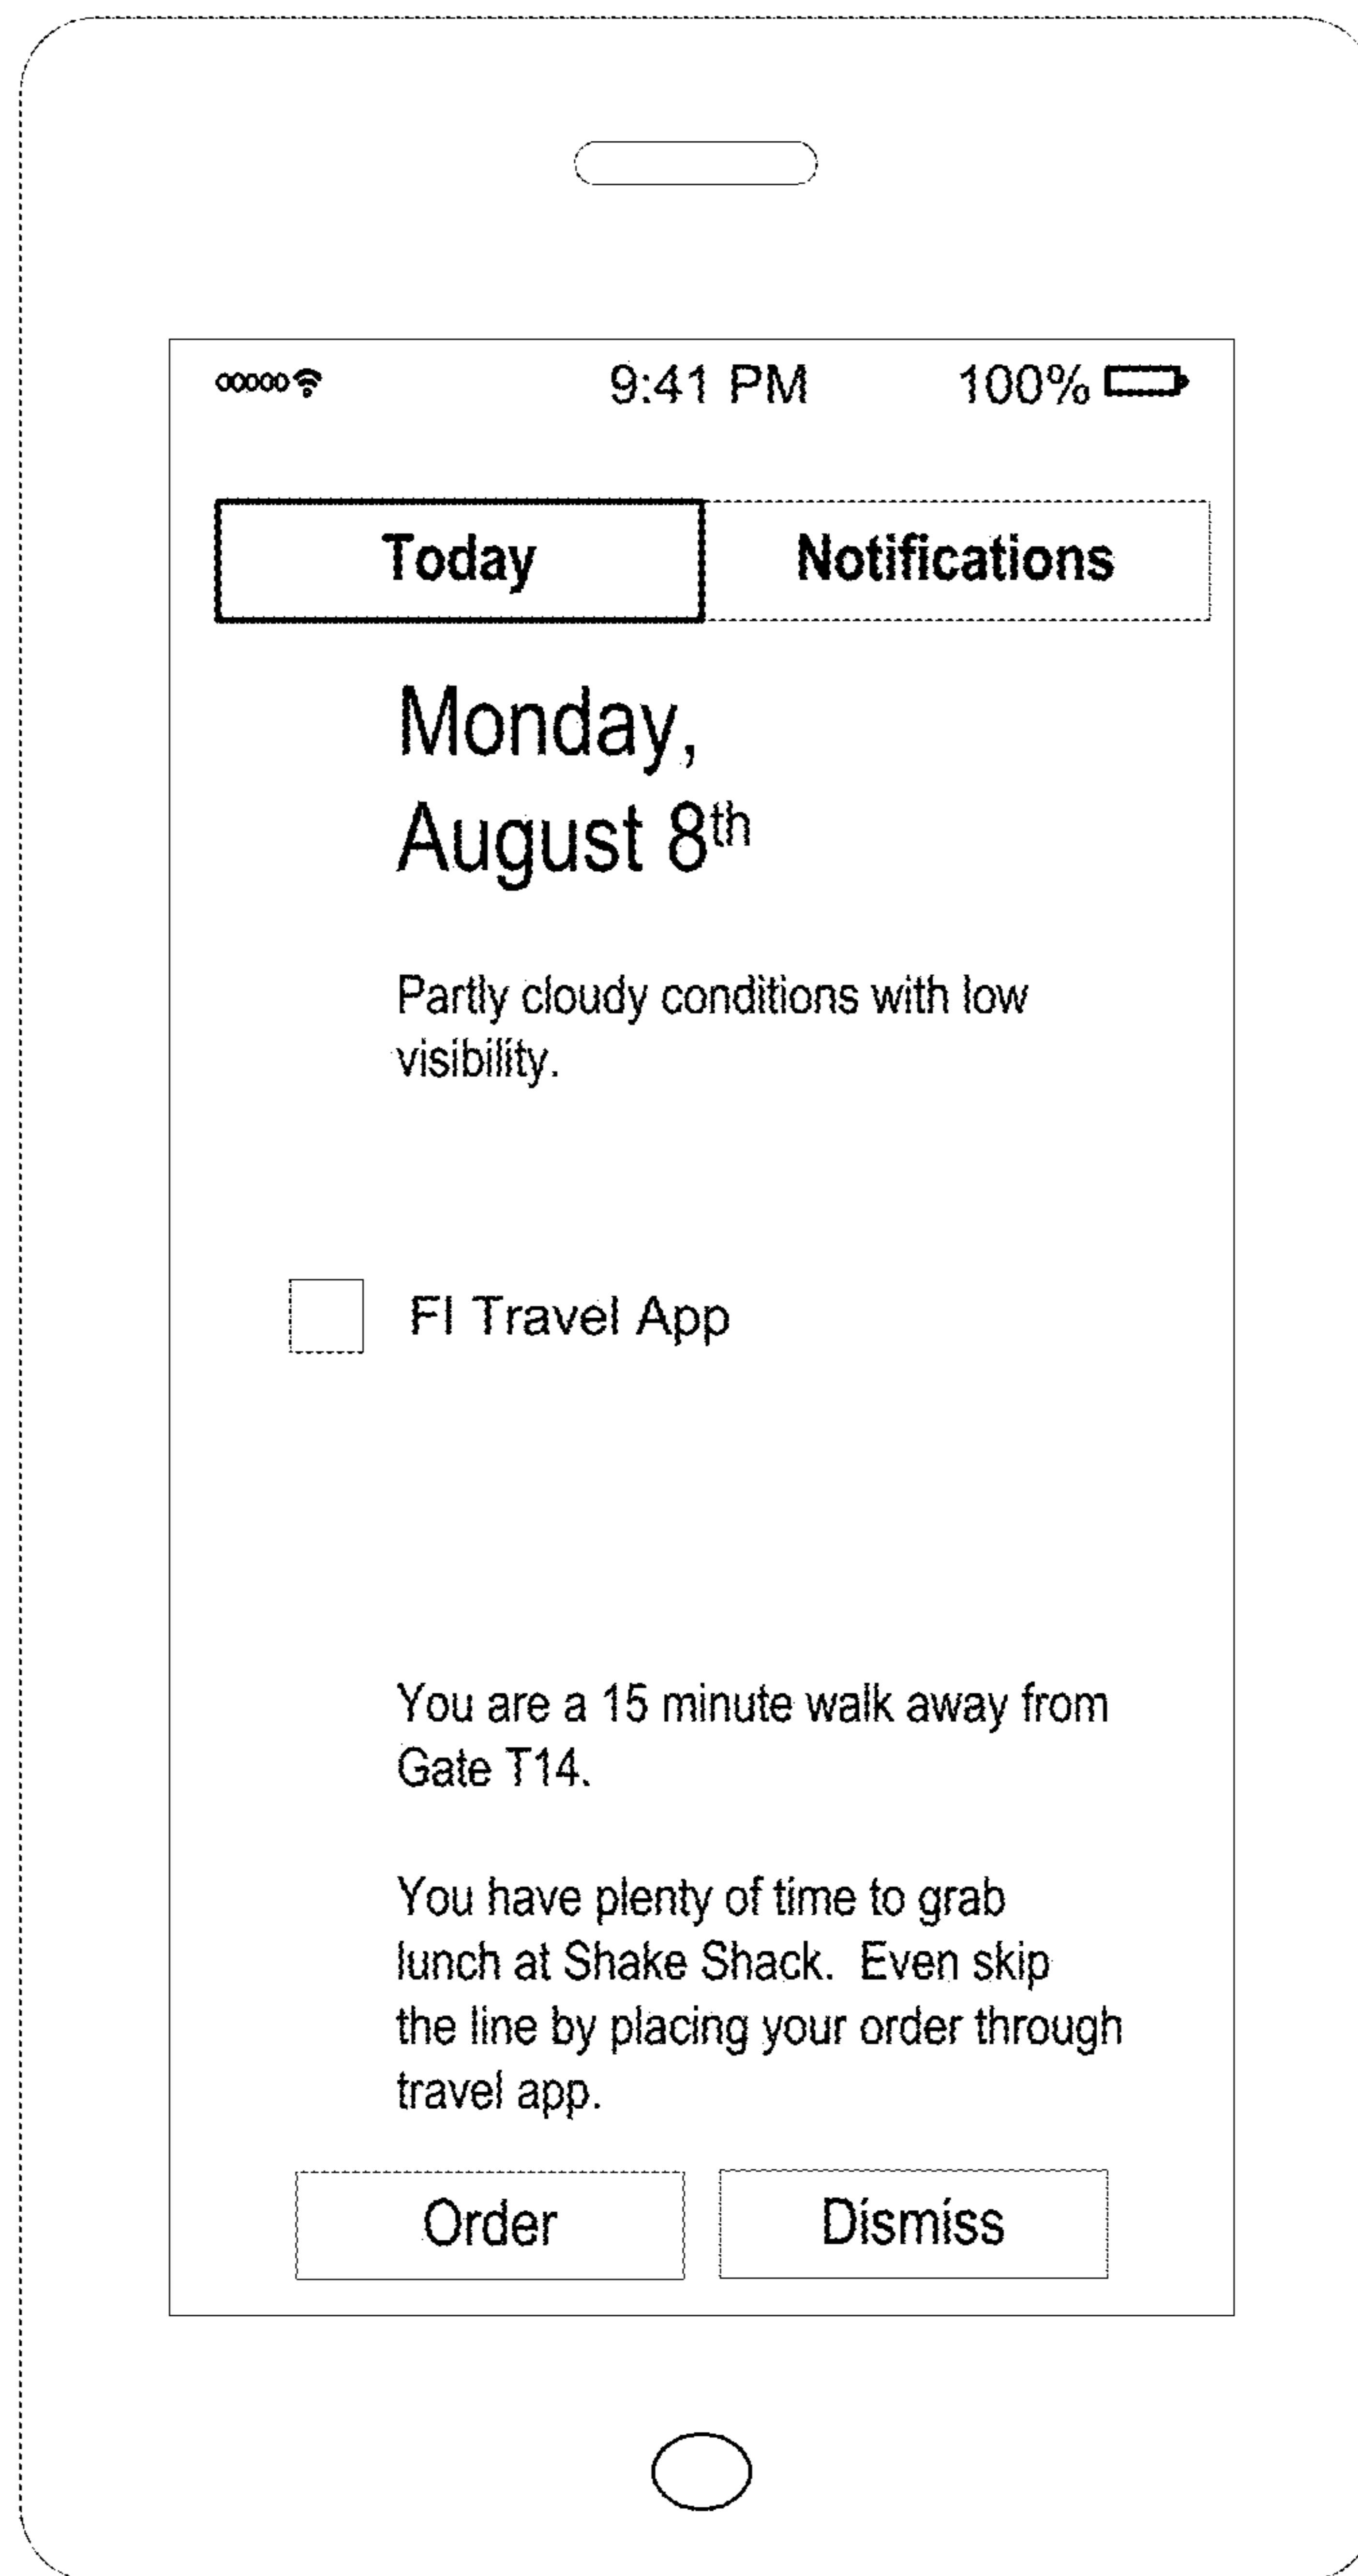 9:41 PM 100%
Today Notifications
Monday,
August 8th
Partly cloudy conditions with low
visibility.
FI Travel App
You are a 15 minute walk away from
Gate T14.
You have plenty of time to grab
lunch at Shake Shack. Even skip
the line by placing your order through
travel app.
Order Dismiss